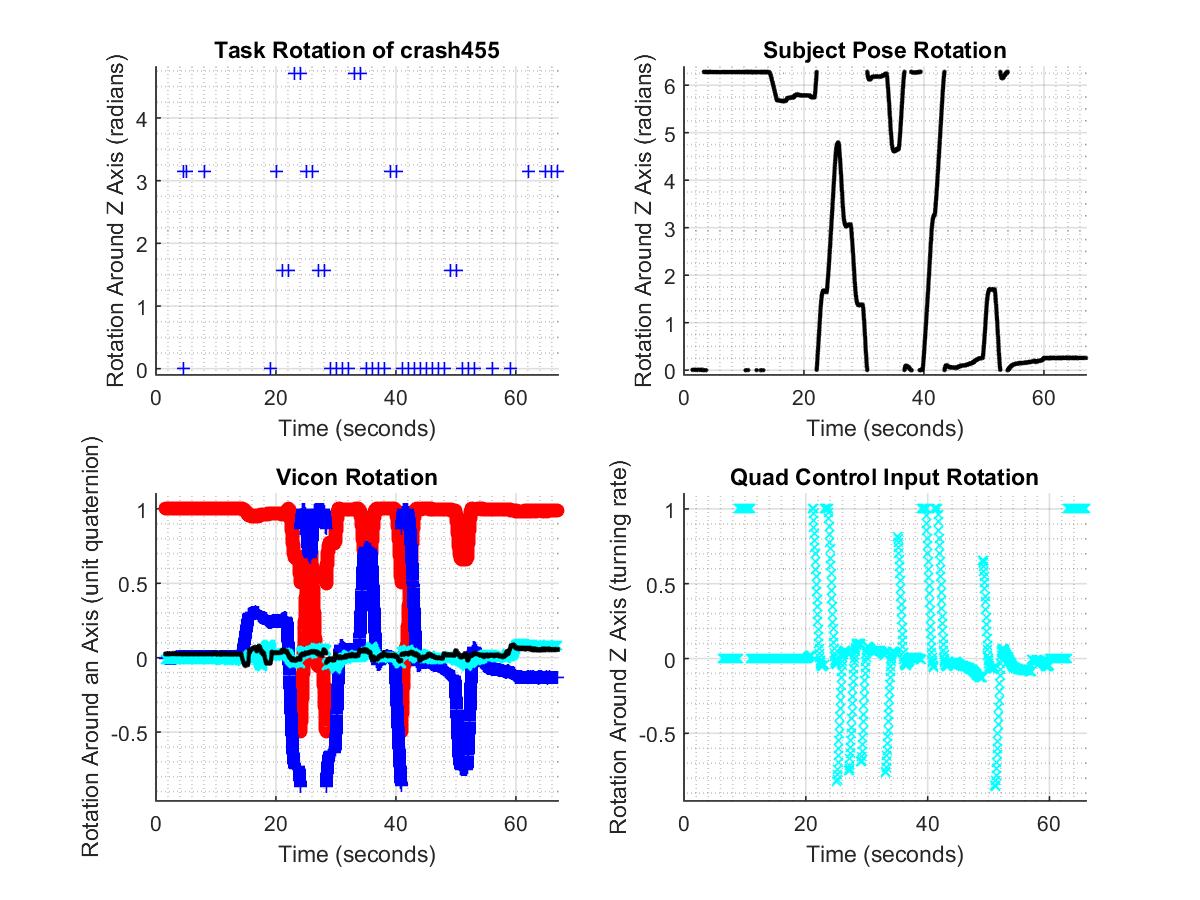 Task Rotation of crash455
Rotation Around Z Axis (radians)
4
3
2
1
0
0 20 40 60
Time (seconds)
Subject Pose Rotation
Rotation Around Z Axis (radians)
6
5
4
3
2
1
0
0 20 40 60
Time (seconds)
Vicon Rotation
Rotation Around an Axis (unit quaternion)
1
0.5
0
-0.5
0 20 40 60
Time (seconds)
Quad Control Input Rotation
Rotation Around Z Axis (turning rate)
1
0.5
0
-0.5
0 20 40 60
Time (seconds)